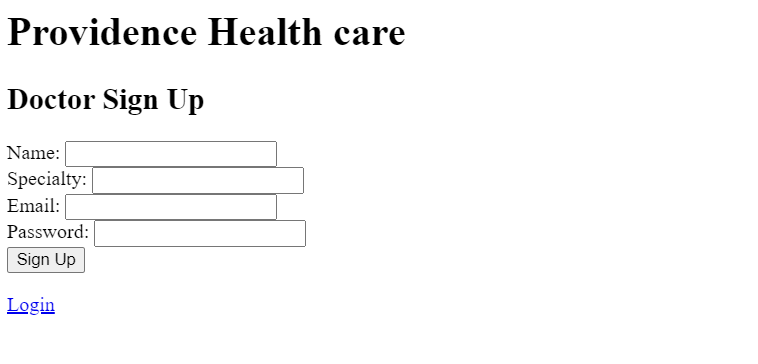 Providence Health care
Doctor Sign Up
Name:
Specialty:
Email:
Password:
Sign Up
Login